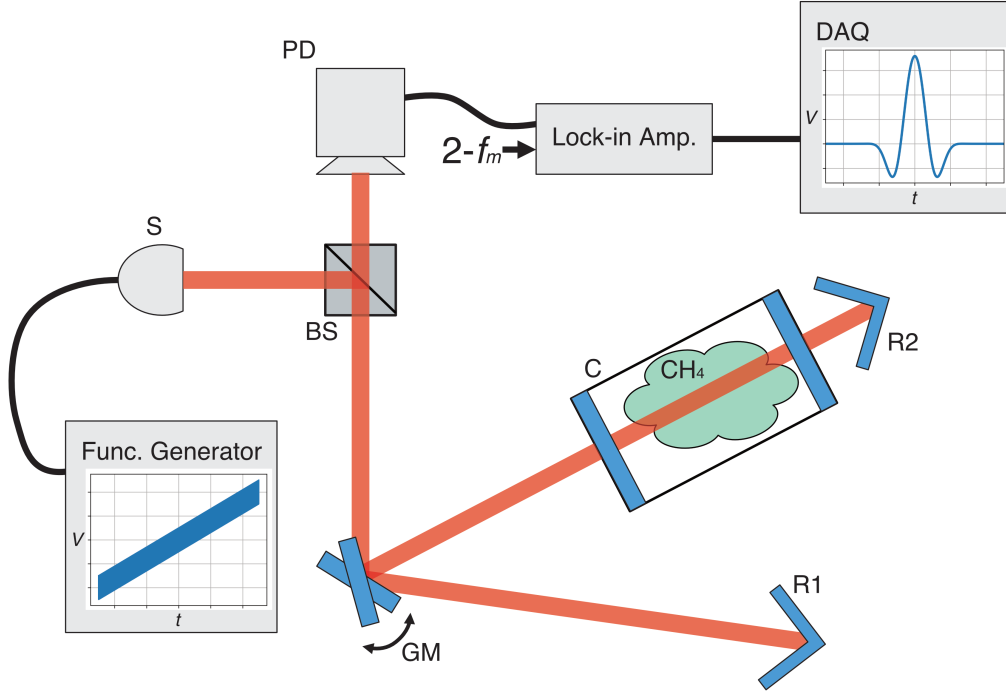 DAQ
V
t
PD
Lock-in Amp.
2-fₘ
S
BS
R2
C
CH₄
Func. Generator
V
t
R1
GM